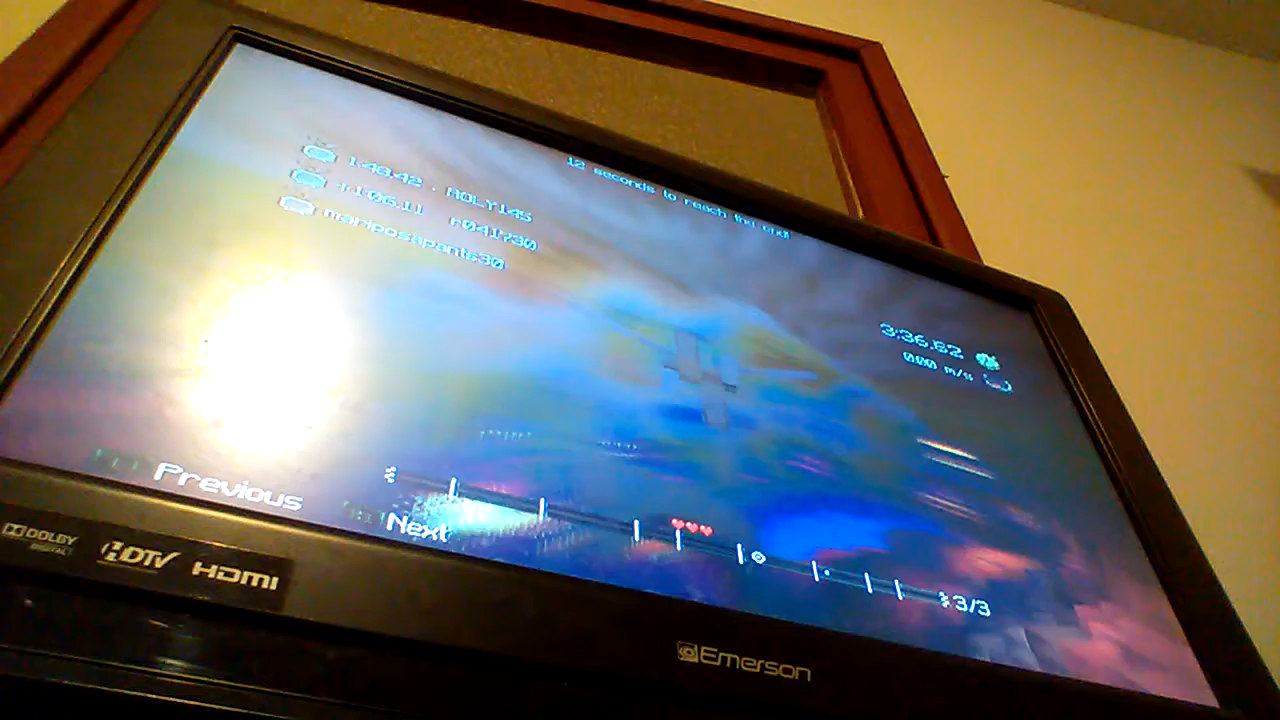 12 seconds to reach the end!
1:48.42 . ROLY145
+1:06.11 r041730
mariposapants30
3:36.82
000 m/s
Previous
Next
3/3
DOLBY
DIGITAL
HDTV
HDMI
Emerson